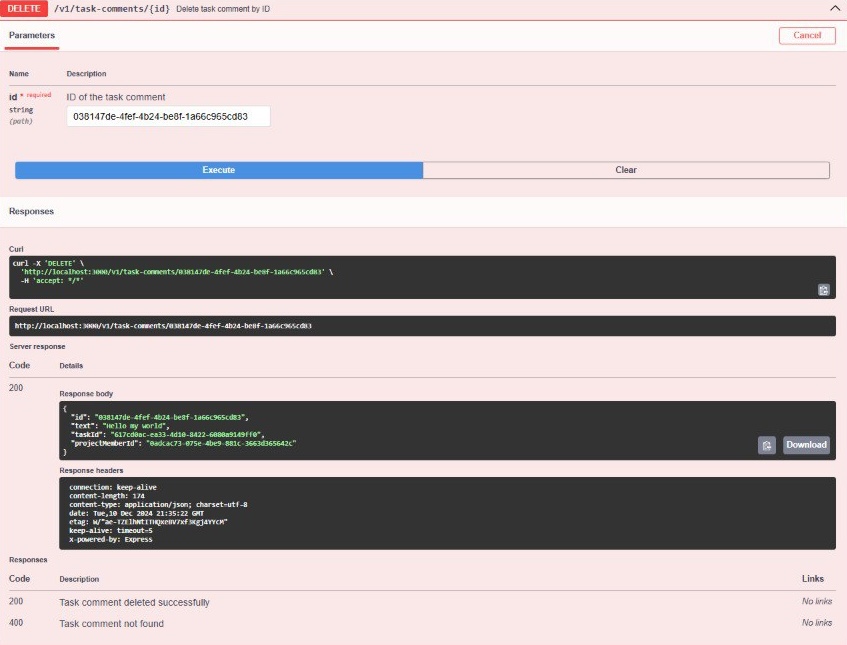 DELETE /v1/task-comments/{id} Delete task comment by ID
Parameters Cancel
Name Description
id * required ID of the task comment
string 038147de-4fef-4b24-be8f-1a66c965cd83
(path)
Execute Clear
Responses
Curl
curl -X 'DELETE' \
'http://localhost:3000/v1/task-comments/038147de-4fef-4b24-be8f-1a66c965cd83' \
-H 'accept: */*'
Request URL
http://localhost:3000/v1/task-comments/038147de-4fef-4b24-be8f-1a66c965cd83
Server response
Code Details
200
Response body
{
"id": "038147de-4fef-4b24-be8f-1a66c965cd83",
"text": "Hello my world",
"taskId": "617cd0ac-ea33-4d10-8422-6080a9149ff0",
"projectMemberId": "0adcac73-075e-4be9-881c-3663d365642c"
}
Download
Response headers
connection: keep-alive
content-length: 174
content-type: application/json; charset=utf-8
date: Tue,10 Dec 2024 21:35:22 GMT
etag:
keep-alive: timeout=5
x-powered-by: Express
Responses
Code Description Links
200 Task comment deleted successfully No links
400 Task comment not found No links